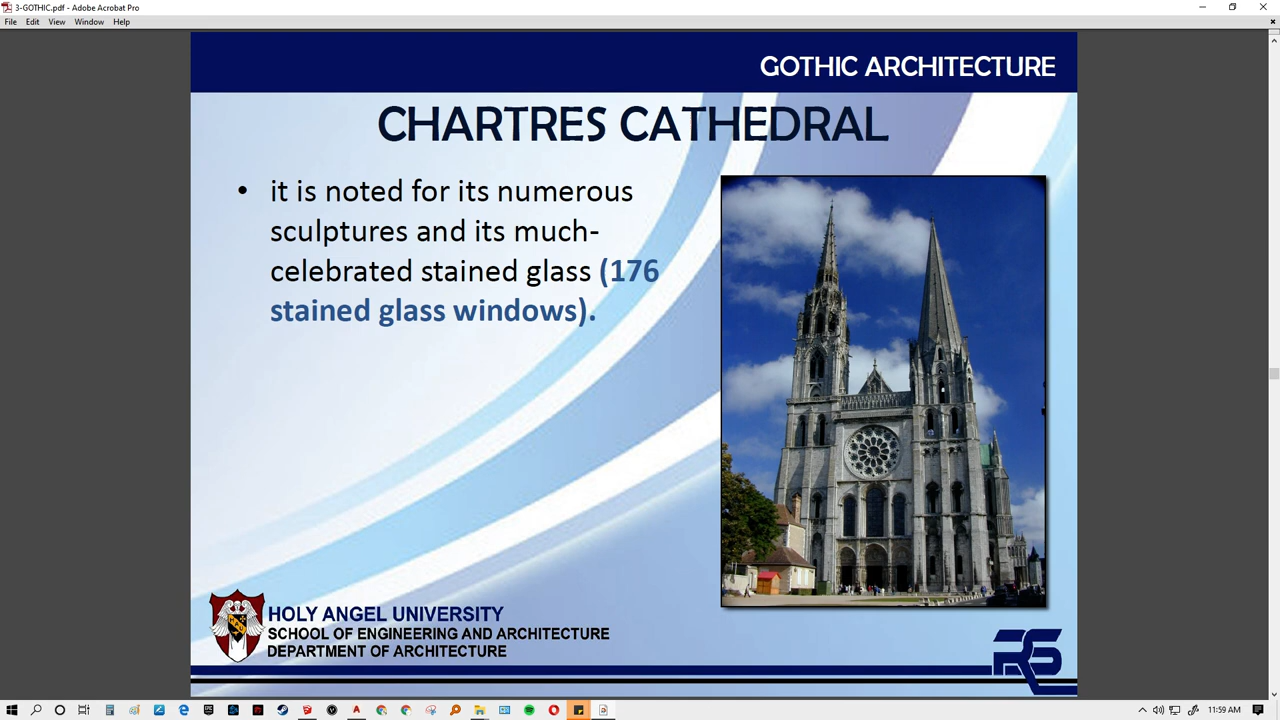 3-GOTHIC.pdf - Adobe Acrobat Pro
File Edit View Window Help
GOTHIC ARCHITECTURE
CHARTRES CATHEDRAL
• it is noted for its numerous
sculptures and its much-
celebrated stained glass (176
stained glass windows).
HOLY ANGEL UNIVERSITY
SCHOOL OF ENGINEERING AND ARCHITECTURE
DEPARTMENT OF ARCHITECTURE
RS
11:59 AM